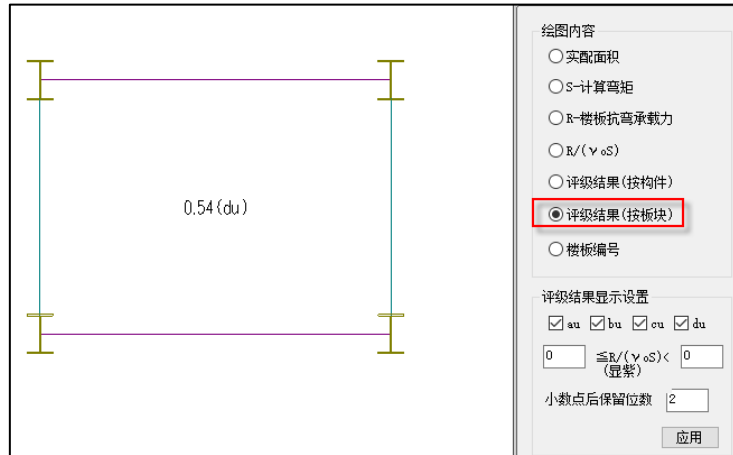 0.54(du)
绘图内容
实配面积
S-计算弯矩
R-楼板抗弯承载力
R/(γoS)
评级结果(按构件)
评级结果(按板块)
楼板编号
评级结果显示设置
au bu cu du
0 ≦R/(γoS)< 0
(显紫)
小数点后保留位数 2
应用